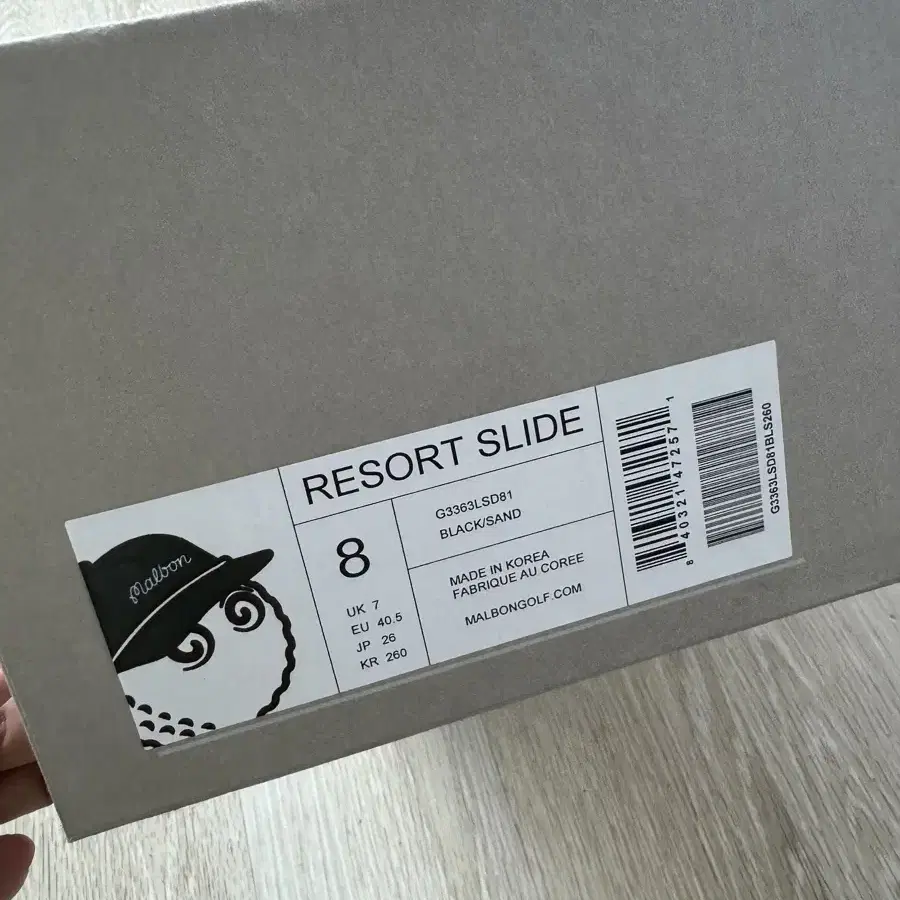 Malbon
RESORT SLIDE
8
UK 7
EU 40.5
JP 26
KR 260
G3363LSD81
BLACK/SAND
MADE IN KOREA
FABRIQUE AU COREE
MALBONGOLF.COM
8 40321 47257 1
G3363LSD81BLS260